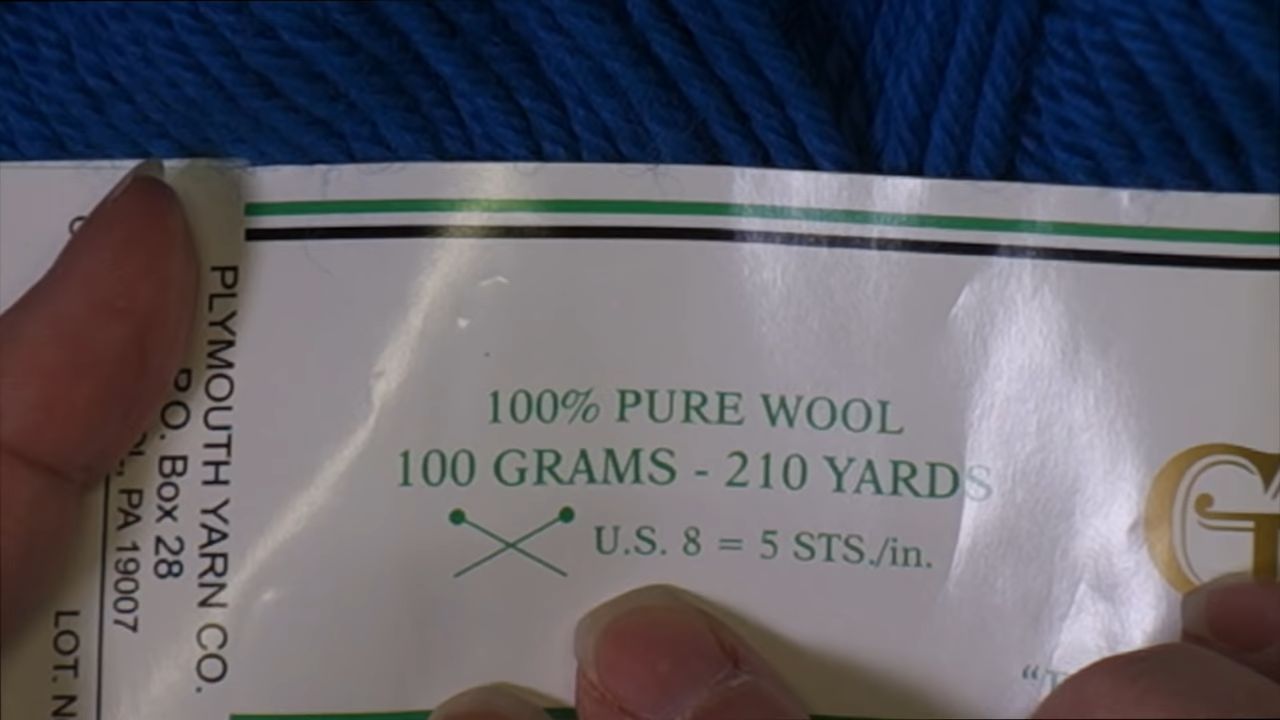 100% PURE WOOL
100 GRAMS - 210 YARDS
U.S. 8 = 5 STS./in.
PLYMOUTH YARN CO.
P.O. Box 28
PA 19007
LOT. N
G